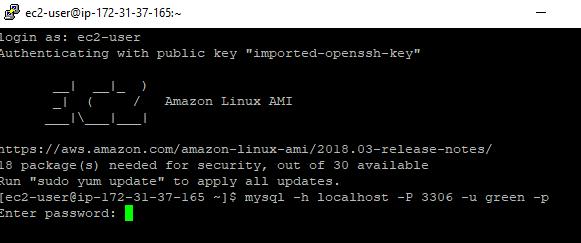 ec2-user@ip-172-31-37-165:~
login as: ec2-user
Authenticating with public key "imported-openssh-key"
       __|  __|_  )
       _|  (     /   Amazon Linux AMI
      ___|\___|___|
https://aws.amazon.com/amazon-linux-ami/2018.03-release-notes/
18 package(s) needed for security, out of 30 available
Run "sudo yum update" to apply all updates.
[ec2-user@ip-172-31-37-165 ~]$ mysql -h localhost -P 3306 -u green -p
Enter password: